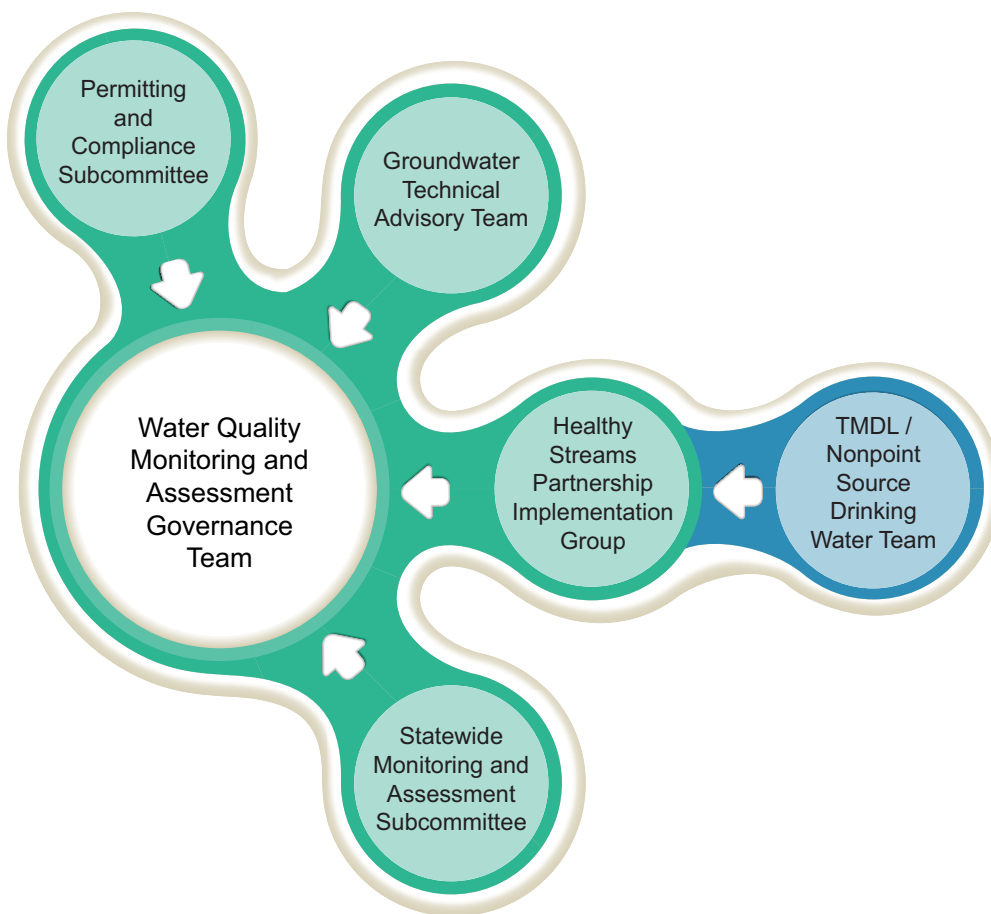 Permitting
and
Compliance
Subcommittee
Groundwater
Technical
Advisory Team
Water Quality
Monitoring and
Assessment
Governance
Team
Healthy
Streams
Partnership
Implementation
Group
TMDL /
Nonpoint
Source
Drinking
Water Team
Statewide
Monitoring and
Assessment
Subcommittee